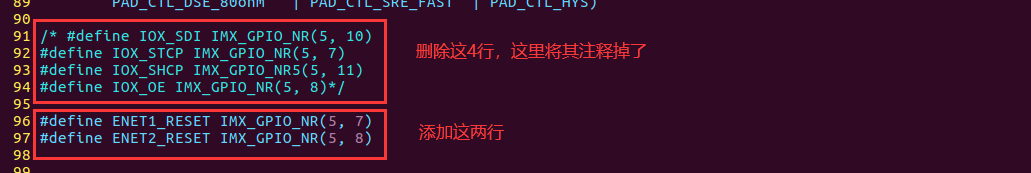 89 PAD_CTL_DSE_80ohm | PAD_CTL_SRE_FAST | PAD_CTL_HYS)
90
91 /* #define IOX_SDI IMX_GPIO_NR(5, 10)
92 #define IOX_STCP IMX_GPIO_NR(5, 7)
删除这4行，这里将其注释掉了
93 #define IOX_SHCP IMX_GPIO_NR5(5, 11)
94 #define IOX_OE IMX_GPIO_NR(5, 8)*/
95
96 #define ENET1_RESET IMX_GPIO_NR(5, 7)
添加这两行
97 #define ENET2_RESET IMX_GPIO_NR(5, 8)
98
99